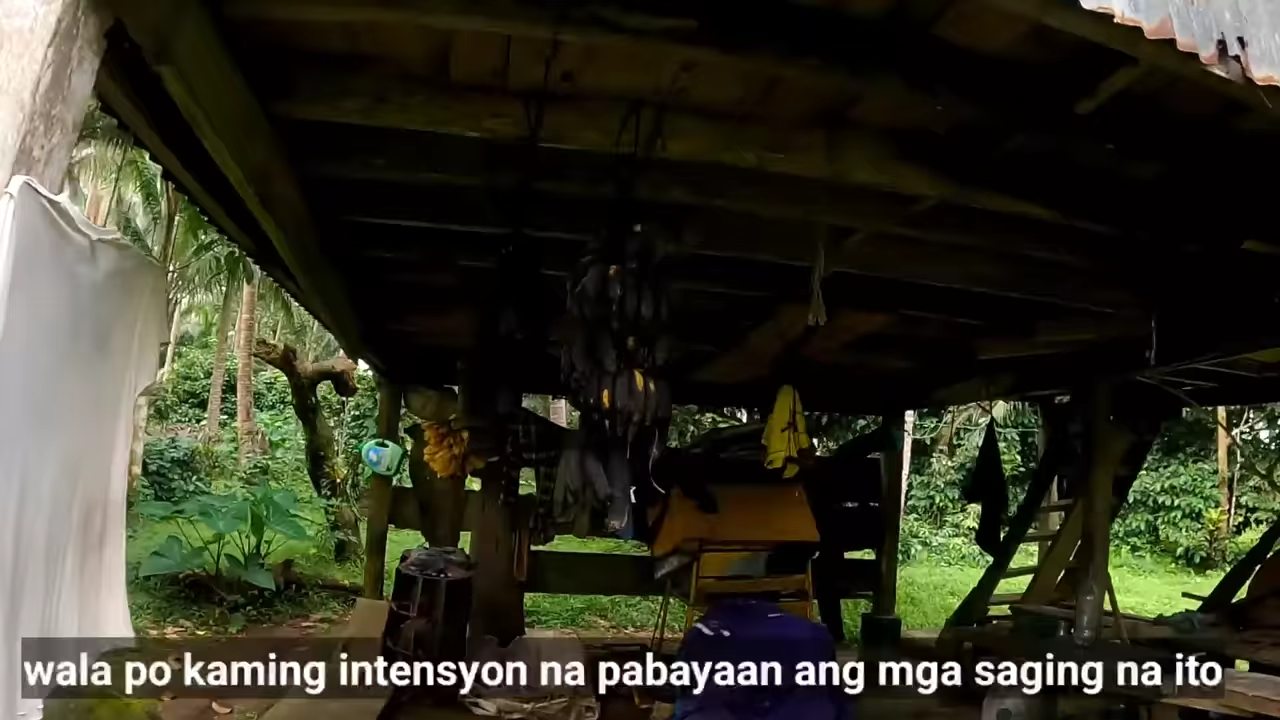 wala po kaming intensyon na pabayaan ang mga saging na ito